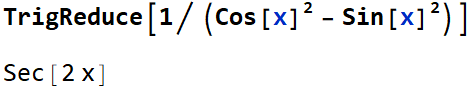 TrigReduce[1/ (Cos[x]² - Sin[x]²)]
Sec[2 x]